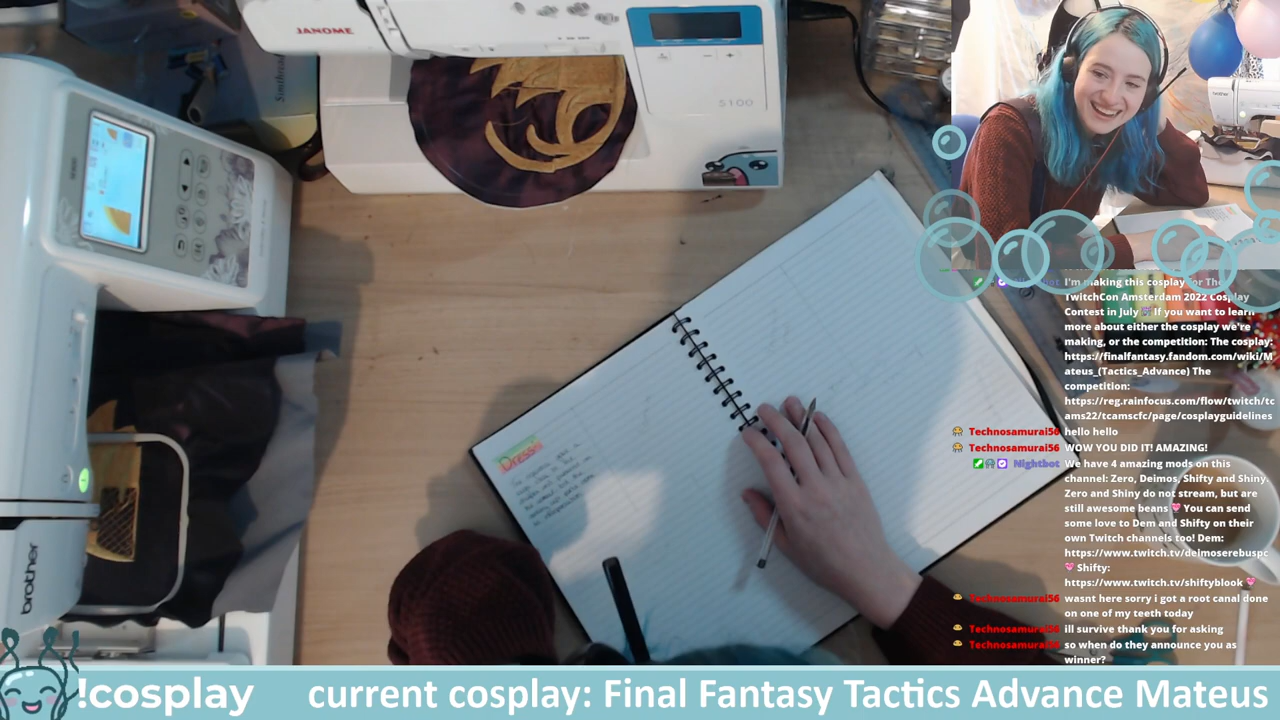 JANOME
S100
brother
brother
Dress
Nightbot I'm making this cosplay for The
TwitchCon Amsterdam 2022 Cosplay
Contest in July If you want to learn
more about either the cosplay we're
making, or the competition: The cosplay:
https://finalfantasy.fandom.com/wiki/M
ateus_(Tactics_Advance) The
competition:
https://reg.rainfocus.com/flow/twitch/tc
ams22/tcamscfc/page/cosplayguidelines
Technosamurai56 hello hello
Technosamurai56 WOW YOU DID IT! AMAZING!
Nightbot We have 4 amazing mods on this
channel: Zero, Deimos, Shifty and Shiny.
Zero and Shiny do not stream, but are
still awesome beans 💗 You can send
some love to Dem and Shifty on their
own Twitch channels too! Dem:
https://www.twitch.tv/deimoserebuspc
💗 Shifty:
https://www.twitch.tv/shiftyblook 💗
Technosamurai56 wasnt here sorry i got a root canal done
on one of my teeth today
Technosamurai56 ill survive thank you for asking
Technosamurai56 so when do they announce you as
winner?
!cosplay current cosplay: Final Fantasy Tactics Advance Mateus